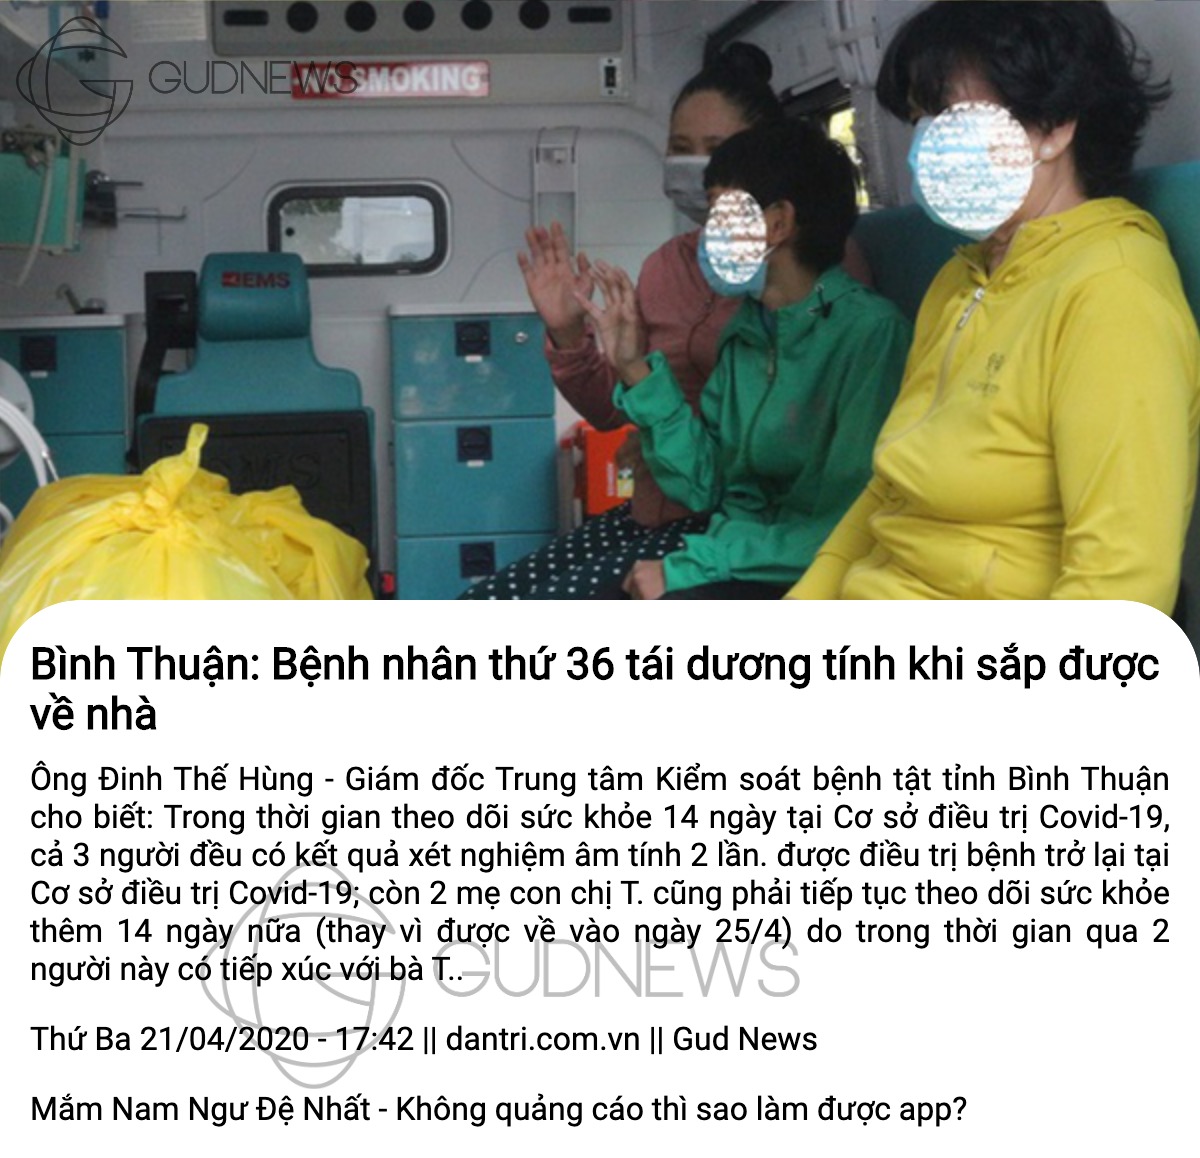 GUDNEWS
NO SMOKING
EMS
Bình Thuận: Bệnh nhân thứ 36 tái dương tính khi sắp được
về nhà
Ông Đinh Thế Hùng - Giám đốc Trung tâm Kiểm soát bệnh tật tỉnh Bình Thuận
cho biết: Trong thời gian theo dõi sức khỏe 14 ngày tại Cơ sở điều trị Covid-19,
cả 3 người đều có kết quả xét nghiệm âm tính 2 lần. được điều trị bệnh trở lại tại
Cơ sở điều trị Covid-19; còn 2 mẹ con chị T. cũng phải tiếp tục theo dõi sức khỏe
thêm 14 ngày nữa (thay vì được về vào ngày 25/4) do trong thời gian qua 2
người này có tiếp xúc với bà T..
GUDNEWS
Thứ Ba 21/04/2020 - 17:42 || dantri.com.vn || Gud News
Mắm Nam Ngư Đệ Nhất - Không quảng cáo thì sao làm được app?